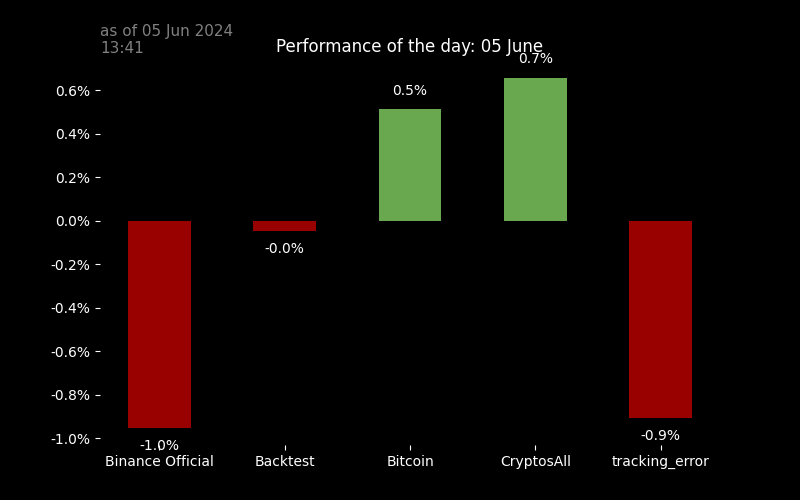 as of 05 Jun 2024
13:41
Performance of the day: 05 June
0.7%
0.6%
0.5%
0.4%
0.2%
0.0%
-0.0%
-0.2%
-0.4%
-0.6%
-0.8%
-1.0%
-1.0%
-0.9%
Binance Official
Backtest
Bitcoin
CryptosAll
tracking_error